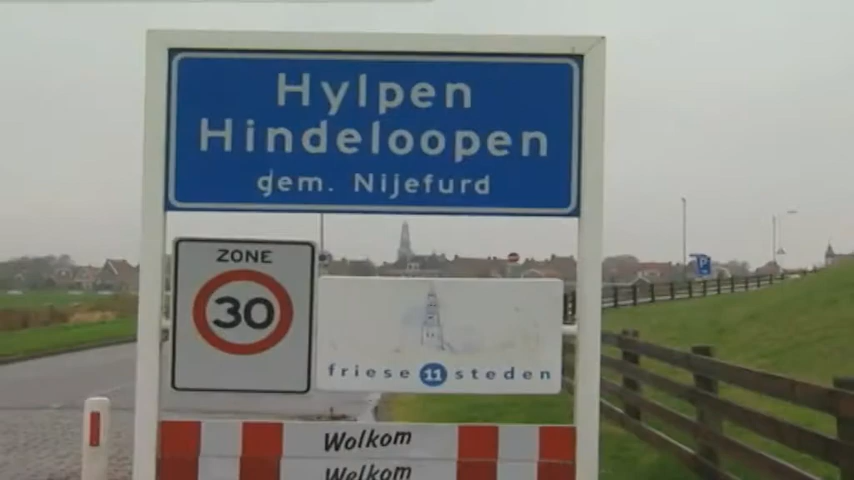 Hylpen
Hindeloopen
gem. Nijefurd
ZONE
30
friese 11 steden
Wolkom
Welkom
P